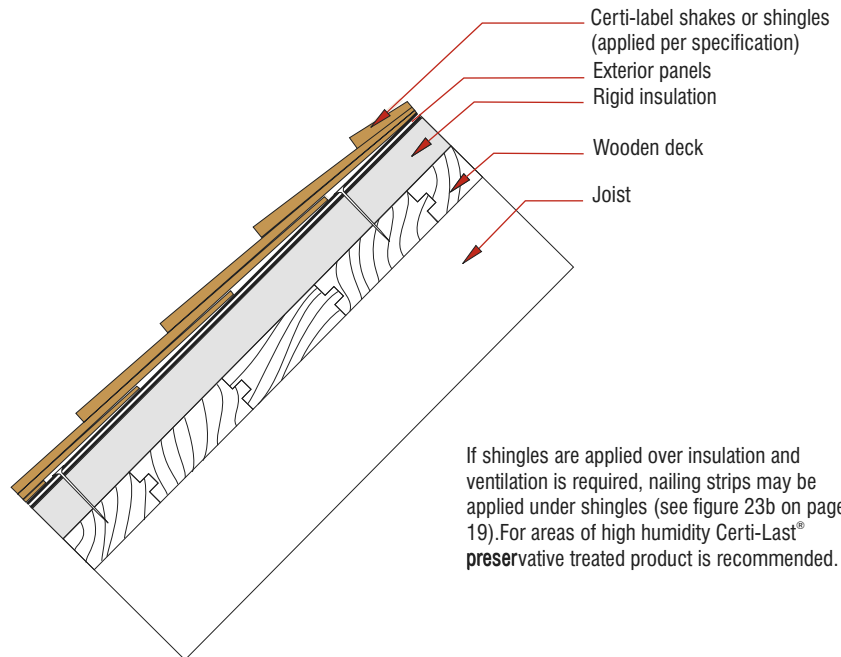 Certi-label shakes or shingles
(applied per specification)
Exterior panels
Rigid insulation
Wooden deck
Joist
If shingles are applied over insulation and
ventilation is required, nailing strips may be
applied under shingles (see figure 23b on page
19).For areas of high humidity Certi-Last®
preservative treated product is recommended.